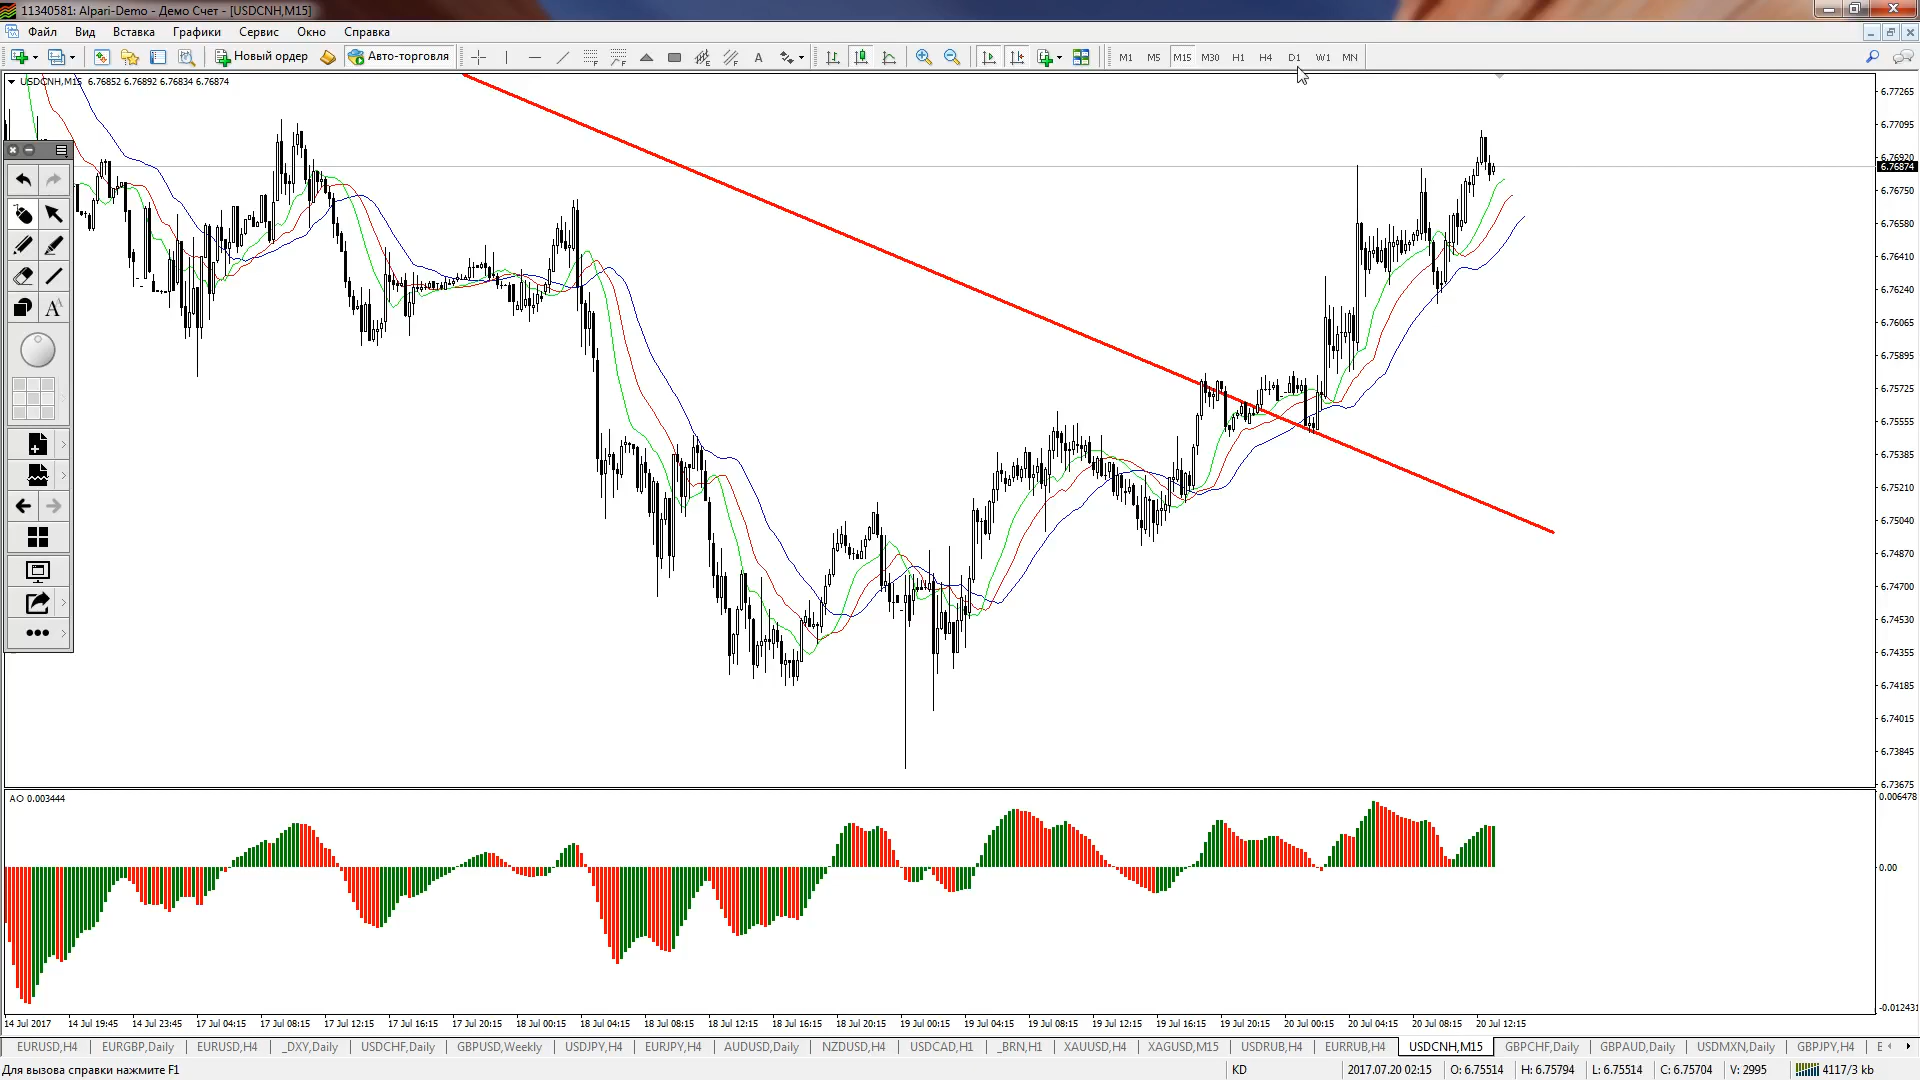 11340581: Alpari-Demo - Демо Счет - [USDCNH,M15]
Файл Вид Вставка Графики Сервис Окно Справка
Новый ордер Авто-торговля A M1 M5 M15 M30 H1 H4 D1 W1 MN
USDCNH,M15 6.76852 6.76892 6.76834 6.76874
6.77265
6.77095
6.76920
6.76874
6.76750
6.76580
6.76410
6.76240
6.76065
6.75895
6.75725
6.75555
6.75385
6.75210
6.75040
6.74870
6.74700
6.74530
6.74355
6.74185
6.74015
6.73845
6.73675
A
AO 0.003444
0.006478
0.00
-0.012431
14 Jul 2017 14 Jul 19:45 14 Jul 23:45 17 Jul 04:15 17 Jul 08:15 17 Jul 12:15 17 Jul 16:15 17 Jul 20:15 18 Jul 00:15 18 Jul 04:15 18 Jul 08:15 18 Jul 12:15 18 Jul 16:15 18 Jul 20:15 19 Jul 00:15 19 Jul 04:15 19 Jul 08:15 19 Jul 12:15 19 Jul 16:15 19 Jul 20:15 20 Jul 00:15 20 Jul 04:15 20 Jul 08:15 20 Jul 12:15
EURUSD,H4 EURGBP,Daily EURUSD,H4 _DXY,Daily USDCHF,Daily GBPUSD,Weekly USDJPY,H4 EURJPY,H4 AUDUSD,Daily NZDUSD,H4 USDCAD,H1 _BRN,H1 XAUUSD,H4 XAGUSD,M15 USDRUB,H4 EURRUB,H4 USDCNH,M15 GBPCHF,Daily GBPAUD,Daily USDMXN,Daily GBPJPY,H4 E
Для вызова справки нажмите F1 KD 2017.07.20 02:15 O: 6.75514 H: 6.75794 L: 6.75514 C: 6.75704 V: 2995 4117/3 kb